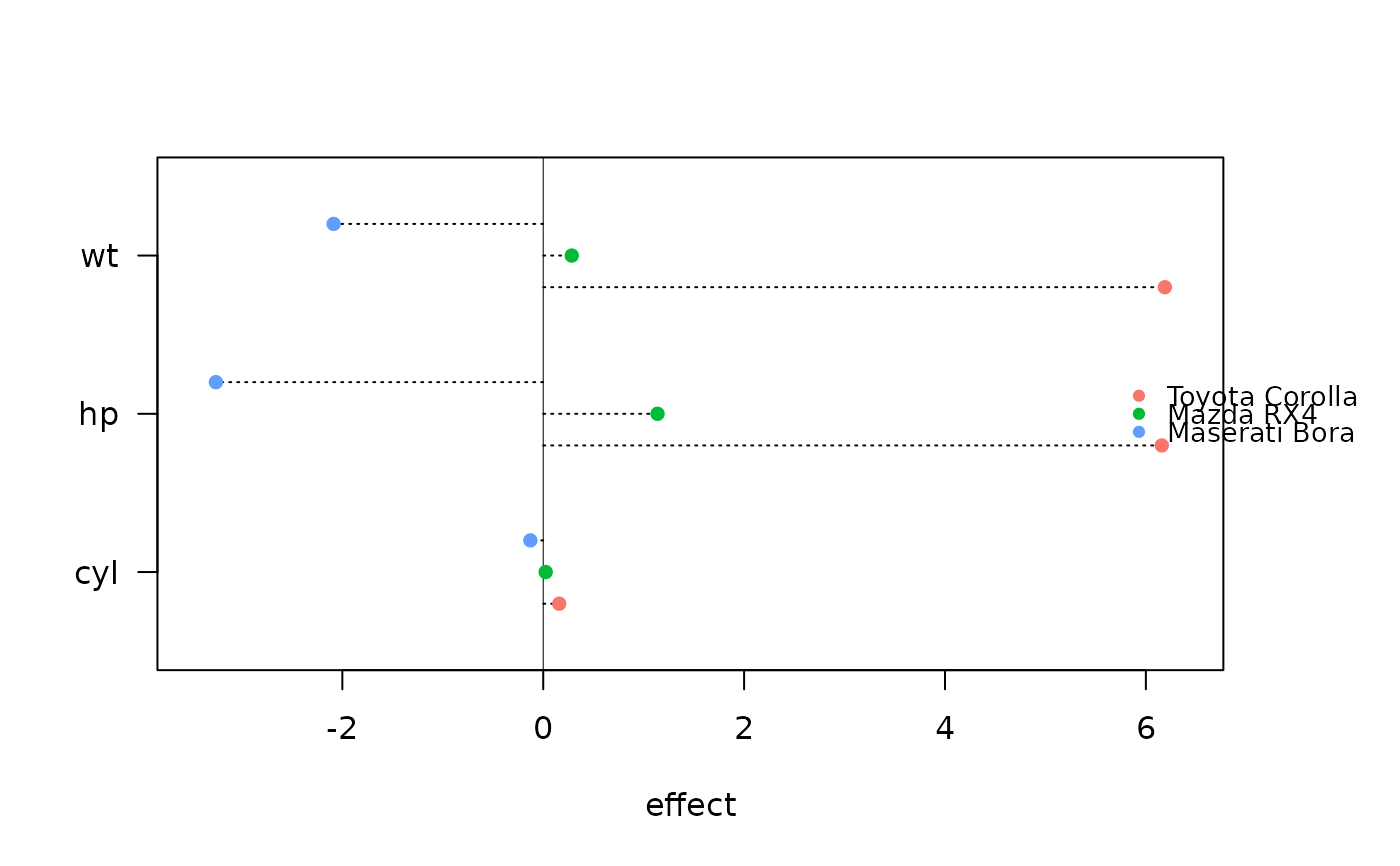 wt
hp
cyl
Toyota Corolla
Mazda RX4
Maserati Bora
-2 0 2 4 6
effect